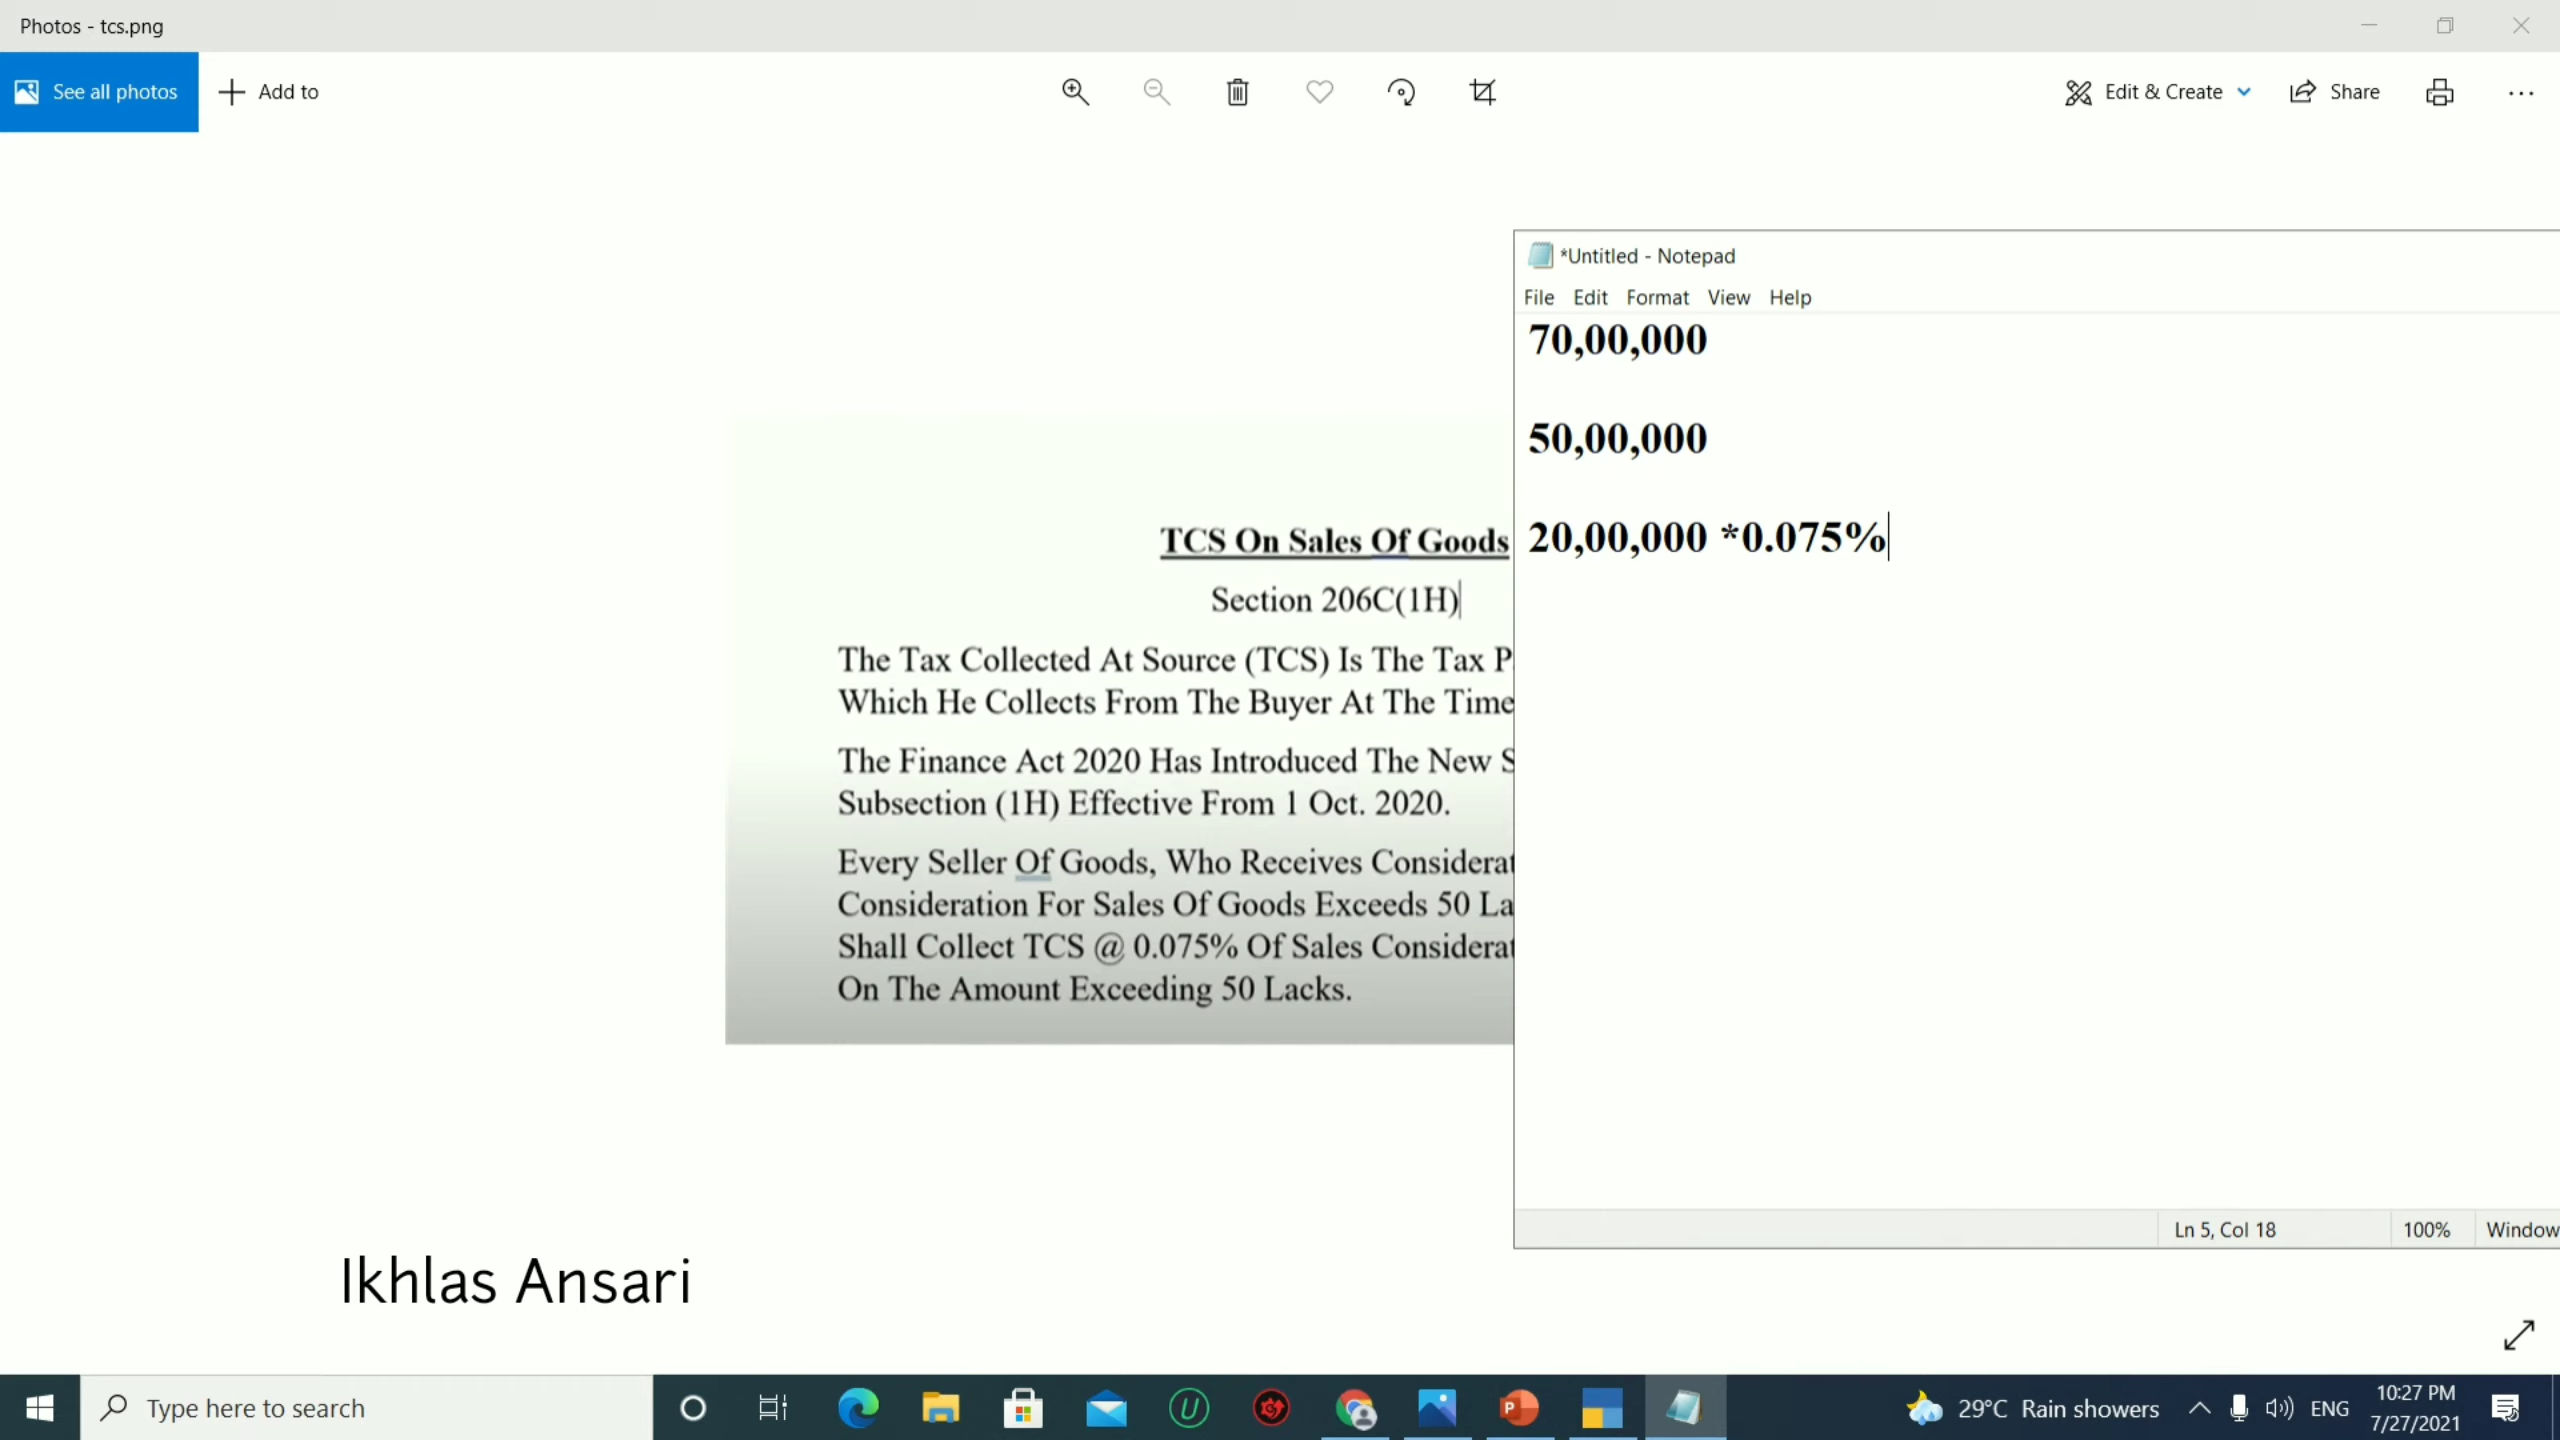 Photos - tcs.png
See all photos
Add to
Edit & Create
Share
*Untitled - Notepad
File Edit Format View Help
70,00,000
50,00,000
20,00,000 *0.075%
TCS On Sales Of Goods
Section 206C(1H)
The Tax Collected At Source (TCS) Is The Tax
Which He Collects From The Buyer At The Time
The Finance Act 2020 Has Introduced The New
Subsection (1H) Effective From 1 Oct. 2020.
Every Seller Of Goods, Who Receives
Consideration For Sales Of Goods Exceeds 50
Shall Collect TCS @ 0.075% Of Sales
On The Amount Exceeding 50 Lacks.
Ln 5, Col 18
100%
Window
Ikhlas Ansari
Type here to search
29°C Rain showers
ENG
10:27 PM
7/27/2021